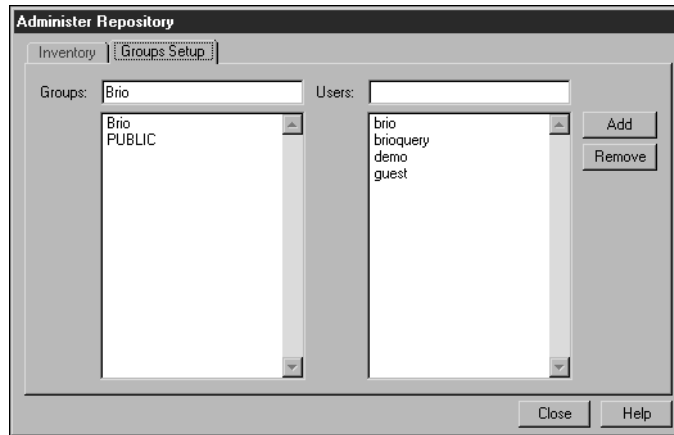 Administer Repository
Inventory Groups Setup
Groups: Brio Users:
Brio
PUBLIC
brio
brioquery
demo
guest
Add
Remove
Close Help